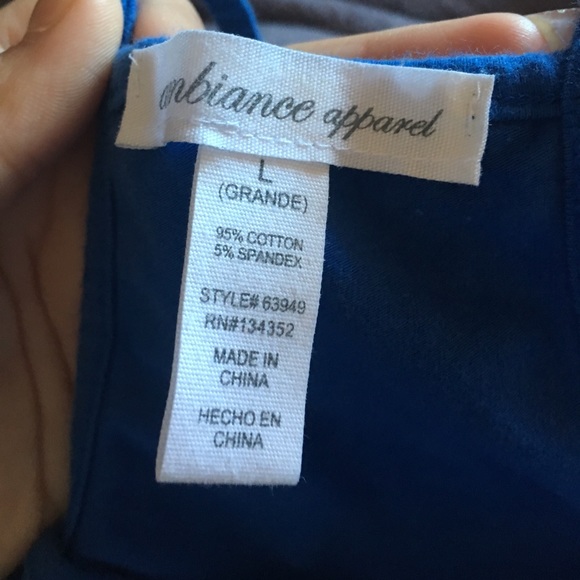 ambiance apparel
L
(GRANDE)
95% COTTON
5% SPANDEX
STYLE# 63949
RN#134352
MADE IN
CHINA
HECHO EN
CHINA